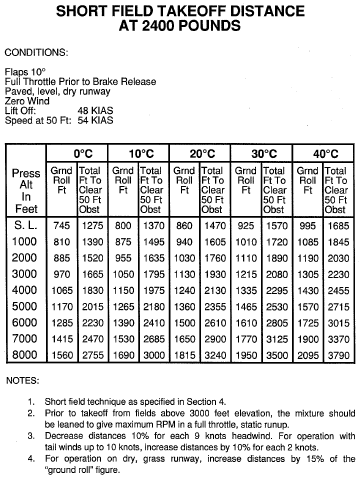 SHORT FIELD TAKEOFF DISTANCE
AT 2400 POUNDS
CONDITIONS:
Flaps 10°
Full Throttle Prior to Brake Release
Paved, level, dry runway
Zero Wind
Lift Off: 48 KIAS
Speed at 50 Ft: 54 KIAS
0°C 10°C 20°C 30°C 40°C
Press Alt In Feet Grnd Roll Ft Total Ft To Clear 50 Ft Obst Grnd Roll Ft Total Ft To Clear 50 Ft Obst Grnd Roll Ft Total Ft To Clear 50 Ft Obst Grnd Roll Ft Total Ft To Clear 50 Ft Obst Grnd Roll Ft Total Ft To Clear 50 Ft Obst
S. L. 745 1275 800 1370 860 1470 925 1570 995 1685
1000 810 1390 875 1495 940 1605 1010 1720 1085 1845
2000 885 1520 955 1635 1030 1760 1110 1890 1190 2030
3000 970 1665 1050 1795 1130 1930 1215 2080 1305 2230
4000 1065 1830 1150 1975 1240 2130 1335 2295 1430 2455
5000 1170 2015 1265 2180 1360 2355 1465 2530 1570 2715
6000 1285 2230 1390 2410 1500 2610 1610 2805 1725 3015
7000 1415 2470 1530 2685 1650 2900 1770 3125 1900 3370
8000 1560 2755 1690 3000 1815 3240 1950 3500 2095 3790
NOTES:
1. Short field technique as specified in Section 4.
2. Prior to takeoff from fields above 3000 feet elevation, the mixture should
be leaned to give maximum RPM in a full throttle, static runup.
3. Decrease distances 10% for each 9 knots headwind. For operation with
tail winds up to 10 knots, increase distances by 10% for each 2 knots.
4. For operation on dry, grass runway, increase distances by 15% of the
"ground roll" figure.